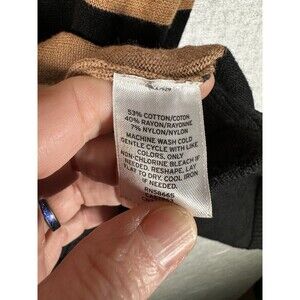 53% COTTON/COTON
40% RAYON/RAYONNE
7% NYLON/NYLON
MACHINE WASH COLD
GENTLE CYCLE WITH LIKE
COLORS. ONLY
NON-CHLORINE BLEACH IF
NEEDED. RESHAPE, LAY
FLAT TO DRY. COOL IRON
IF NEEDED.
RN58665